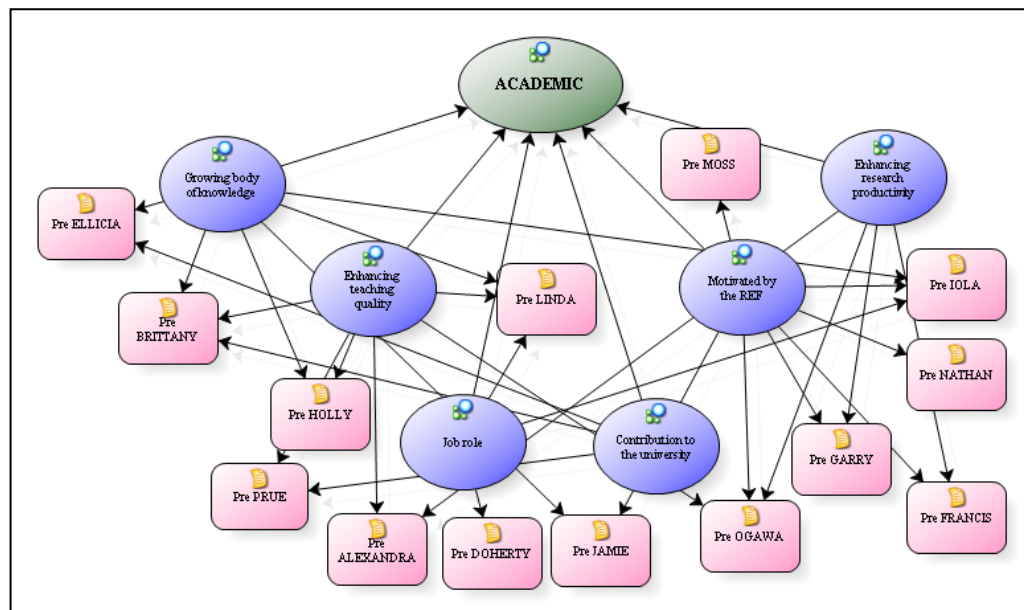 ACADEMIC
Pre MOSS
Growing body
of knowledge
Enhancing
research
productivity
Pre ELLICIA
Enhancing
teaching
quality
Motivated by
the REF
Pre LINDA
Pre IOLA
Pre
BRITTANY
Pre NATHAN
Pre HOLLY
Job role
Contribution to
the university
Pre GARRY
Pre PRUE
Pre FRANCIS
Pre
ALEXANDRA
Pre DOHERTY
Pre JAMIE
Pre OGAWA